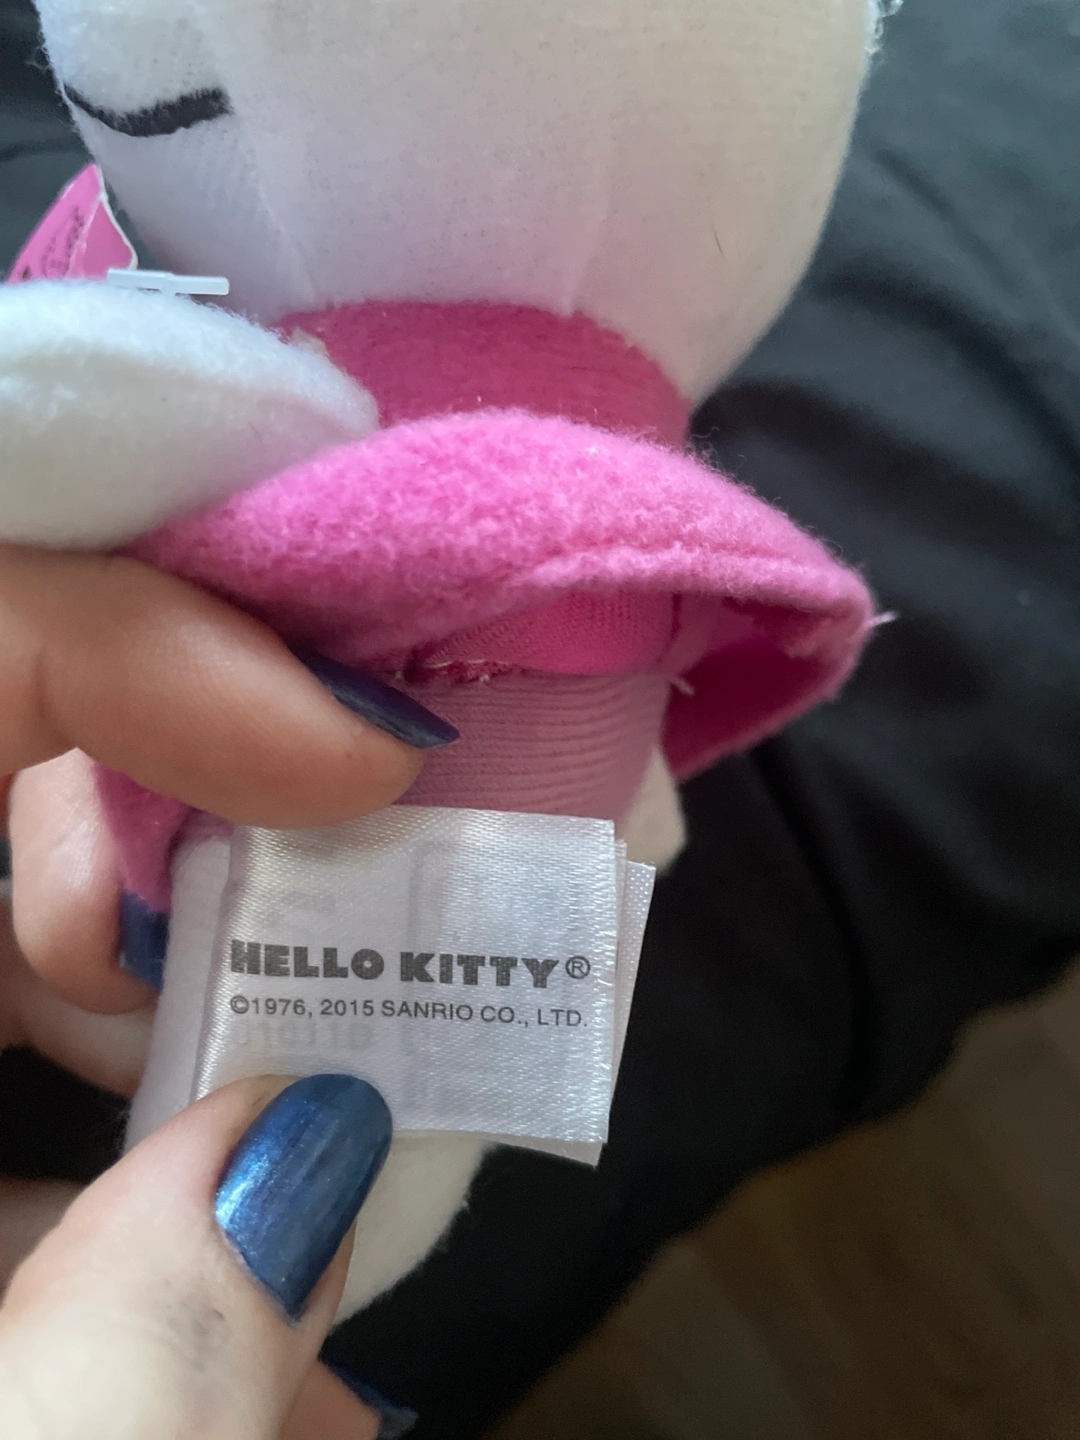 HELLO KITTY®
©1976, 2015 SANRIO CO., LTD.